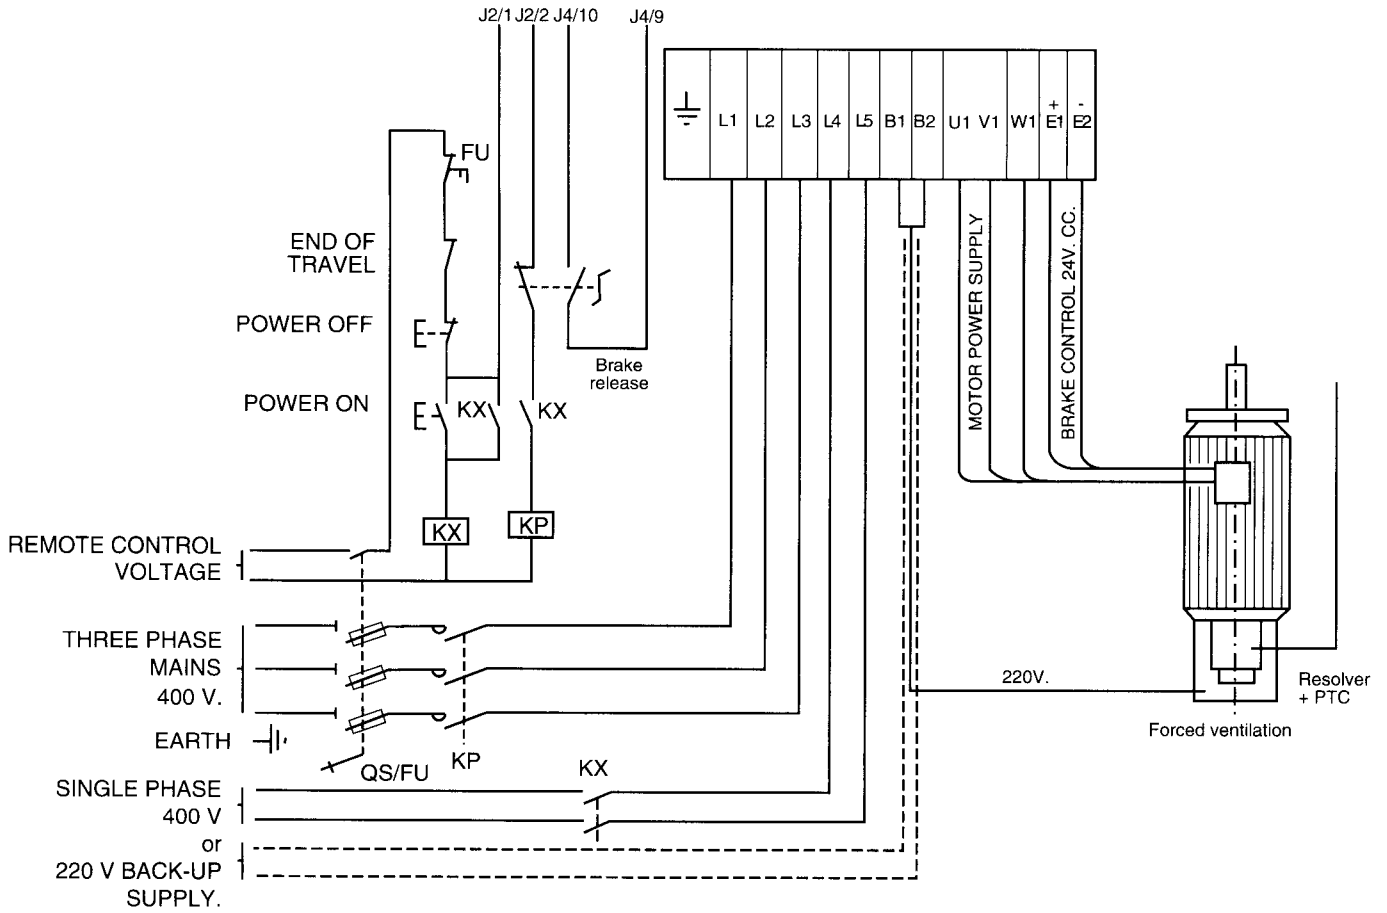 J2/1 J2/2 J4/10 J4/9
L1 L2 L3 L4 L5 B1 B2 U1 V1 W1 + E1 - E2
FU
END OF
TRAVEL
POWER OFF
POWER ON
KX
KX
Brake
release
MOTOR POWER SUPPLY
BRAKE CONTROL 24V. CC.
KX
KP
REMOTE CONTROL
VOLTAGE
THREE PHASE
MAINS
400 V.
EARTH
QS/FU
KP
KX
SINGLE PHASE
400 V
or
220 V BACK-UP
SUPPLY.
220V.
Resolver
+ PTC
Forced ventilation